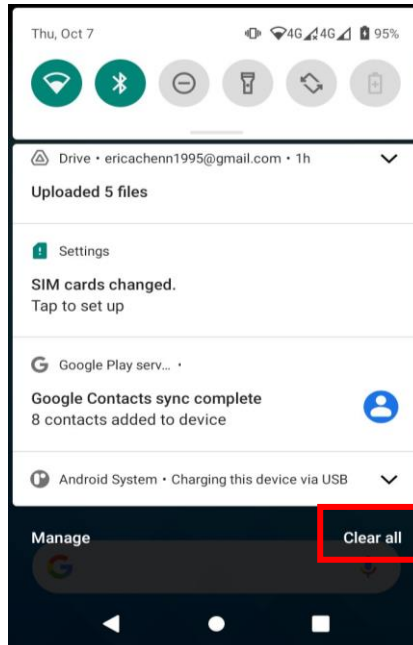 Thu, Oct 7 4G 4G 95%
Drive • ericachenn1995@gmail.com • 1h
Uploaded 5 files
Settings
SIM cards changed.
Tap to set up
G Google Play serv... •
Google Contacts sync complete
8 contacts added to device
Android System • Charging this device via USB
Manage Clear all
G